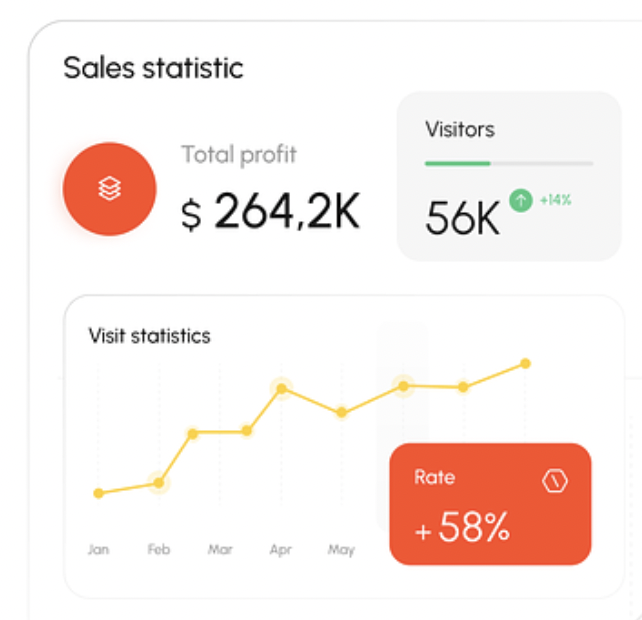 Sales statistic
Total profit
$ 264,2K
Visitors
56K +14%
Visit statistics
Rate
+58%
Jan Feb Mar Apr May